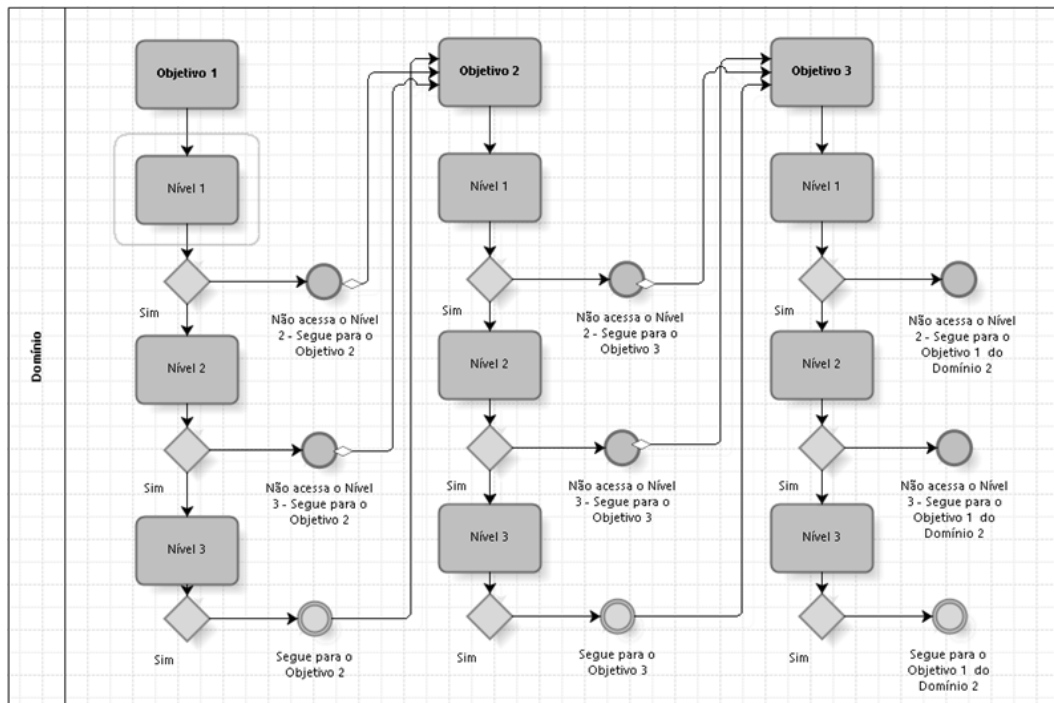 Domínio
Objetivo 1
Nível 1
Sim
Não acessa o Nível
2 - Segue para o
Objetivo 2
Nível 2
Sim
Não acessa o Nível
3 - Segue para o
Objetivo 2
Nível 3
Sim
Segue para o
Objetivo 2
Objetivo 2
Nível 1
Sim
Não acessa o Nível
2 - Segue para o
Objetivo 3
Nível 2
Sim
Não acessa o Nível
3 - Segue para o
Objetivo 3
Nível 3
Sim
Segue para o
Objetivo 3
Objetivo 3
Nível 1
Sim
Não acessa o Nível
2 - Segue para o
Objetivo 1 do
Domínio 2
Nível 2
Sim
Não acessa o Nível
3 - Segue para o
Objetivo 1 do
Domínio 2
Nível 3
Sim
Segue para o
Objetivo 1 do
Domínio 2